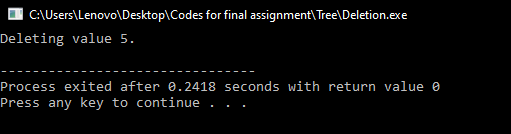 C:\Users\Lenovo\Desktop\Codes for final assignment\Tree\Deletion.exe
Deleting value 5.
--------------------------------
Process exited after 0.2418 seconds with return value 0
Press any key to continue . . .